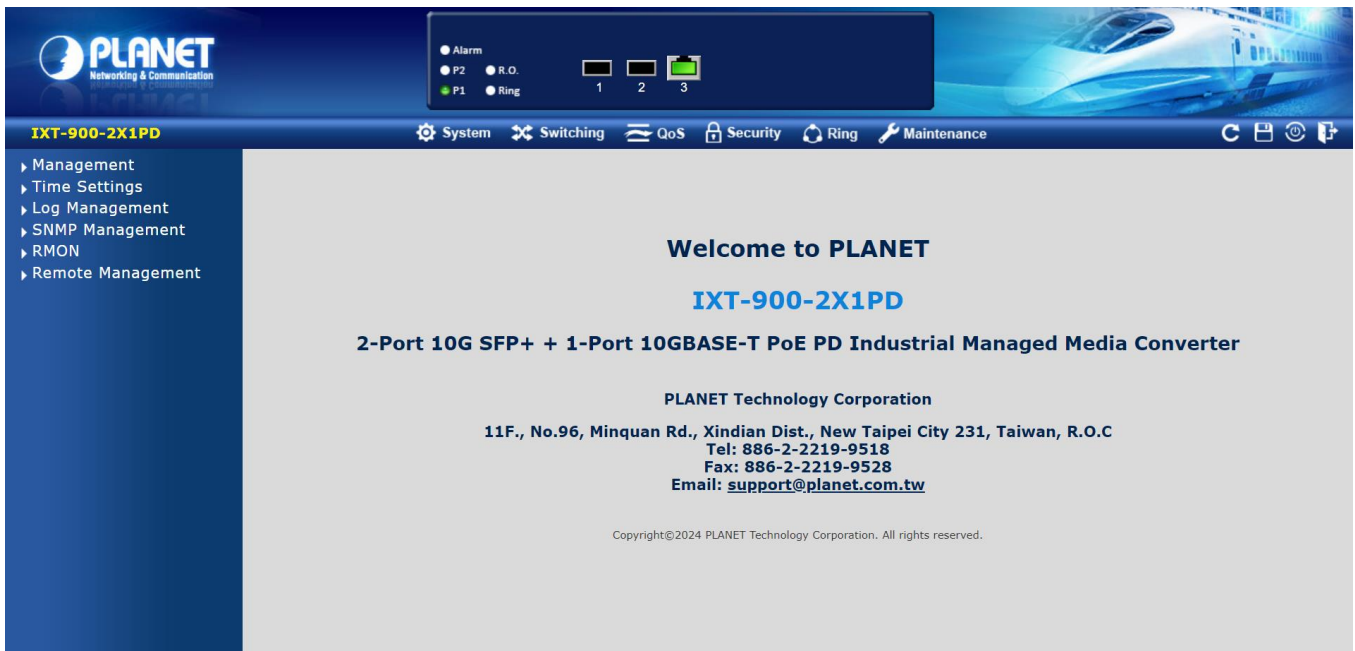 PLANET
Networking & Communication
Alarm
P2 R.O.
P1 Ring
1 2 3
IXT-900-2X1PD
System Switching QoS Security Ring Maintenance
Management
Time Settings
Log Management
SNMP Management
RMON
Remote Management
Welcome to PLANET
IXT-900-2X1PD
2-Port 10G SFP+ + 1-Port 10GBASE-T PoE PD Industrial Managed Media Converter
PLANET Technology Corporation
11F., No.96, Minquan Rd., Xindian Dist., New Taipei City 231, Taiwan, R.O.C
Tel: 886-2-2219-9518
Fax: 886-2-2219-9528
Email: support@planet.com.tw
Copyright©2024 PLANET Technology Corporation. All rights reserved.